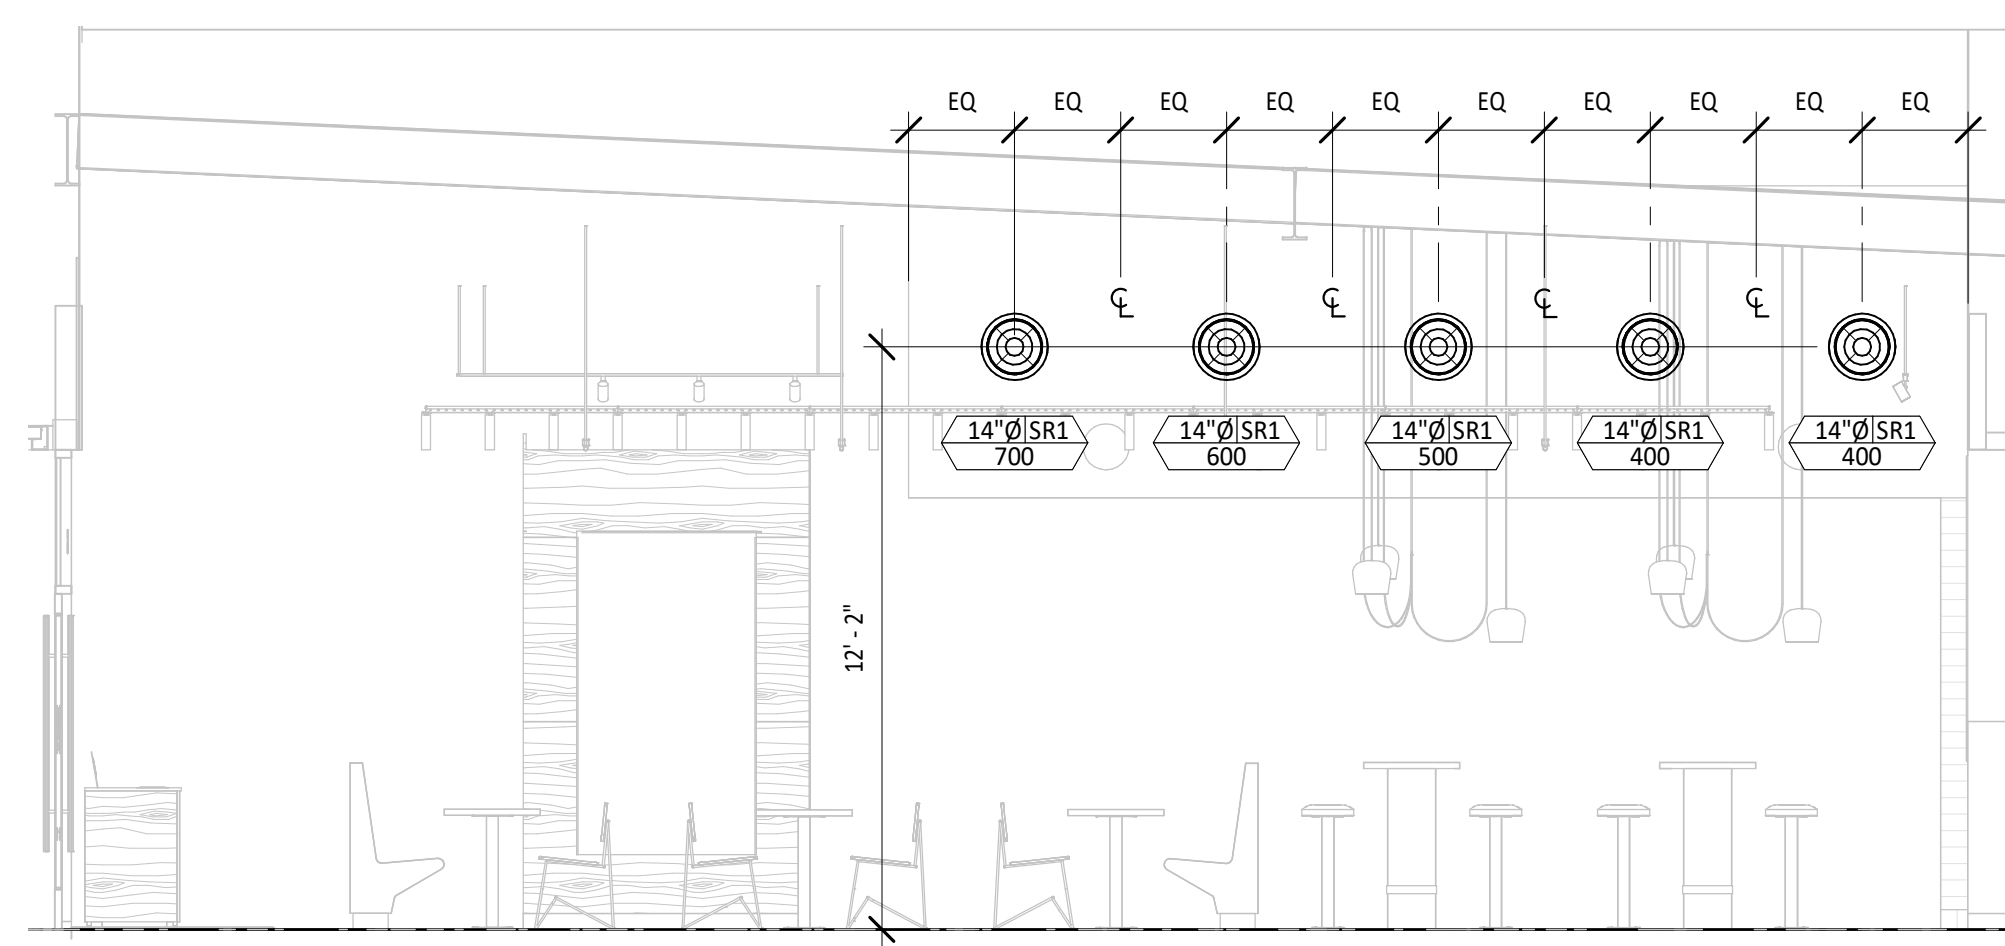 EQ EQ EQ EQ EQ EQ EQ EQ EQ EQ
℄ ℄ ℄ ℄
14"Ø SR1 14"Ø SR1 14"Ø SR1 14"Ø SR1 14"Ø SR1
700 600 500 400 400
12' - 2"